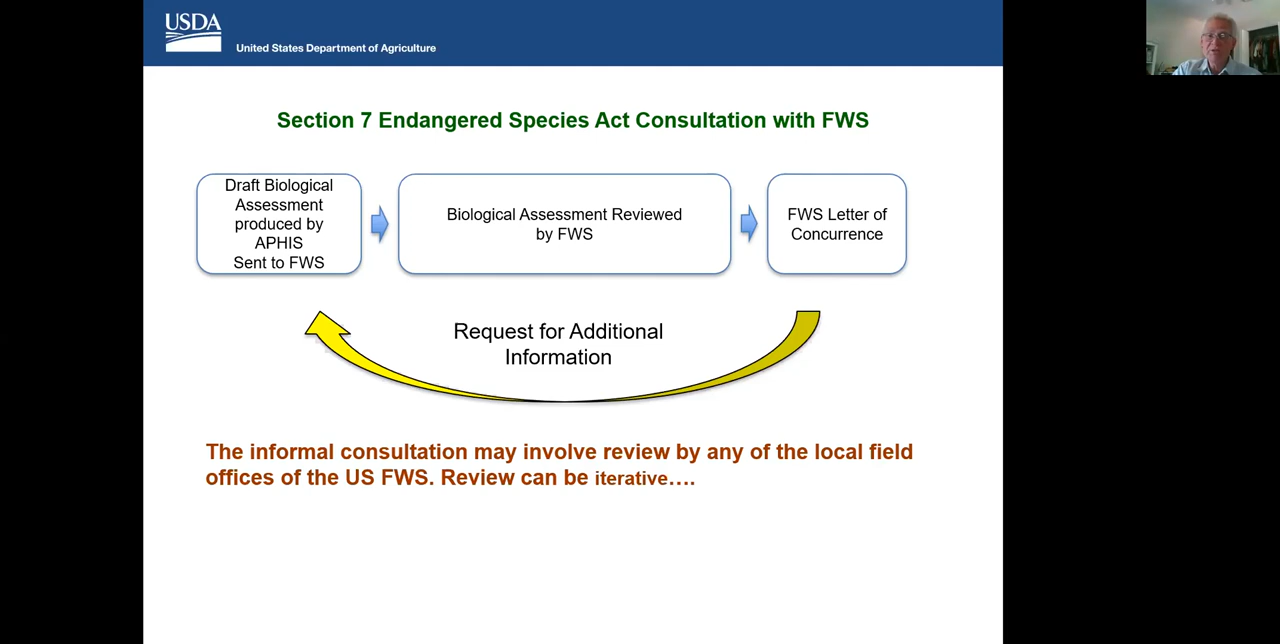 USDA
United States Department of Agriculture
Section 7 Endangered Species Act Consultation with FWS
Draft Biological
Assessment
produced by
APHIS
Sent to FWS
Biological Assessment Reviewed
by FWS
FWS Letter of
Concurrence
Request for Additional
Information
The informal consultation may involve review by any of the local field
offices of the US FWS. Review can be iterative….